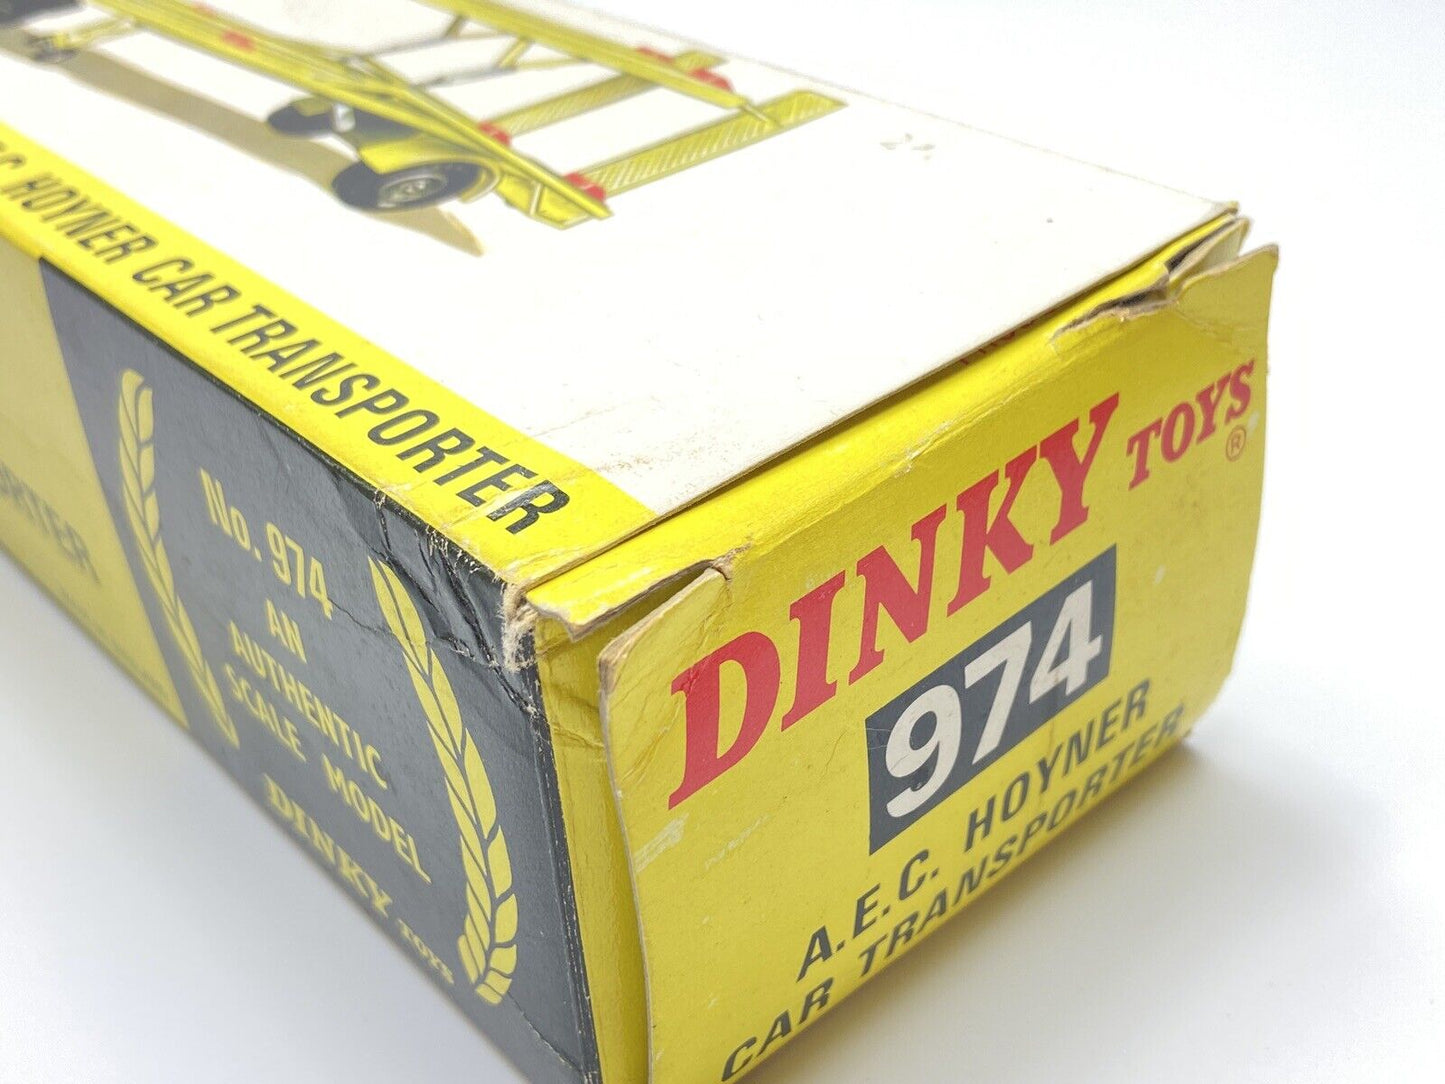 HOYNER CAR TRANSPORTER
No. 974
AN
AUTHENTIC
SCALE MODEL
DINKY TOYS
DINKY TOYS®
974
A.E.C. HOYNER
CAR TRANSPORTER